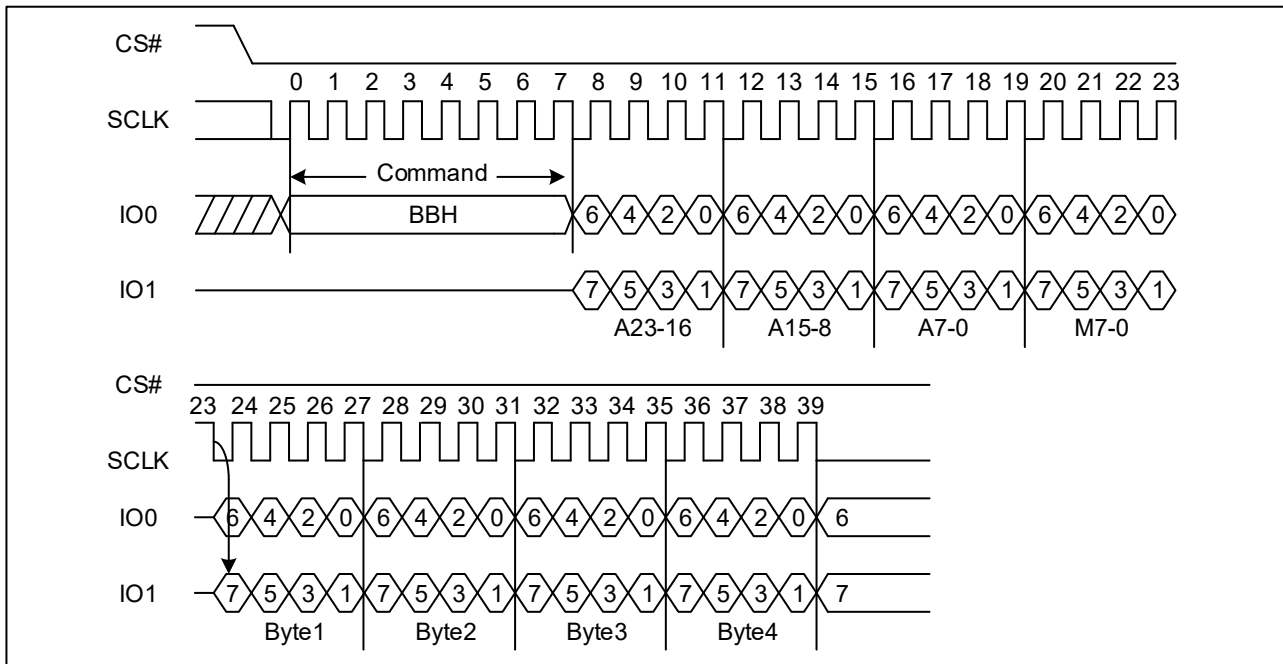 CS#
0 1 2 3 4 5 6 7 8 9 10 11 12 13 14 15 16 17 18 19 20 21 22 23
SCLK
Command
IO0 BBH 6 4 2 0 6 4 2 0 6 4 2 0 6 4 2 0
IO1 7 5 3 1 7 5 3 1 7 5 3 1 7 5 3 1
A23-16 A15-8 A7-0 M7-0
CS#
23 24 25 26 27 28 29 30 31 32 33 34 35 36 37 38 39
SCLK
IO0 6 4 2 0 6 4 2 0 6 4 2 0 6 4 2 0 6
IO1 7 5 3 1 7 5 3 1 7 5 3 1 7 5 3 1 7
Byte1 Byte2 Byte3 Byte4